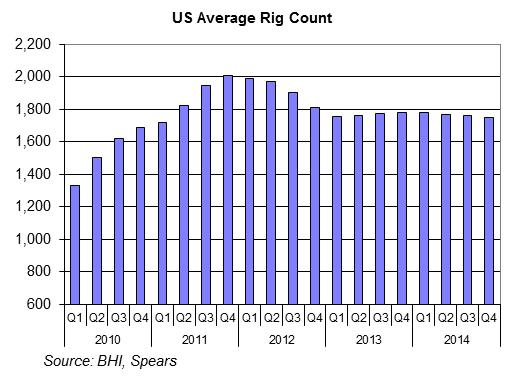 US Average Rig Count
2,200
2,000
1,800
1,600
1,400
1,200
1,000
800
600
Q1 Q2 Q3 Q4 Q1 Q2 Q3 Q4 Q1 Q2 Q3 Q4 Q1 Q2 Q3 Q4 Q1 Q2 Q3 Q4
2010 2011 2012 2013 2014
Source: BHI, Spears